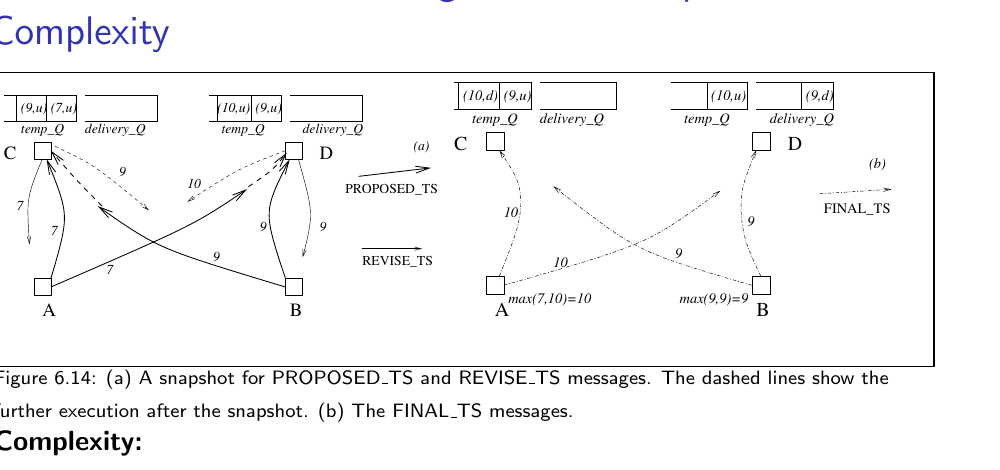 Complexity
(9,u) (7,u)
temp_Q delivery_Q
(10,u) (9,u)
temp_Q delivery_Q
(10,d) (9,u)
temp_Q delivery_Q
(10,u) (9,d)
temp_Q delivery_Q
C
D
(a)
C
D
(b)
9
10
PROPOSED_TS
7
7
9
9
10
9
FINAL_TS
7
9
REVISE_TS
10
9
A
B
max(7,10)=10
max(9,9)=9
A
B
Figure 6.14: (a) A snapshot for PROPOSED_TS and REVISE_TS messages. The dashed lines show the
further execution after the snapshot. (b) The FINAL_TS messages.
Complexity: